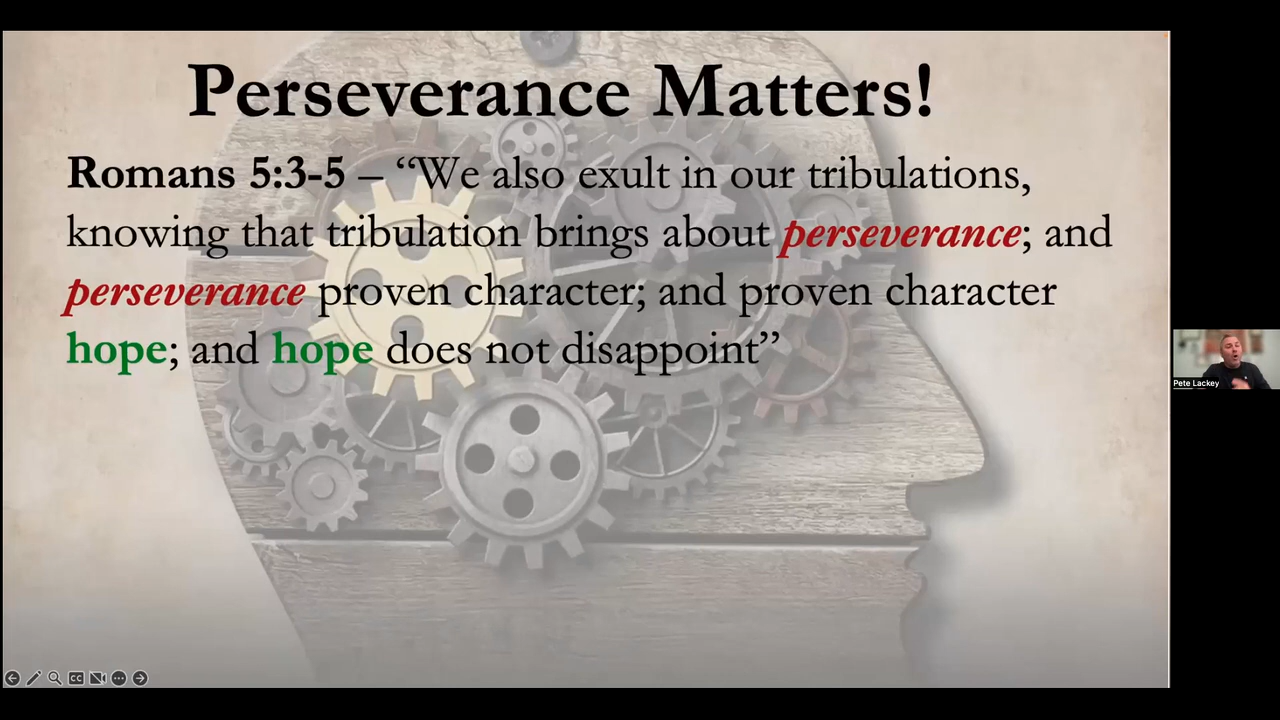 Perseverance Matters!
Romans 5:3-5 – “We also exult in our tribulations,
knowing that tribulation brings about perseverance; and
perseverance proven character; and proven character
hope; and hope does not disappoint”
Pete Lackey
CC